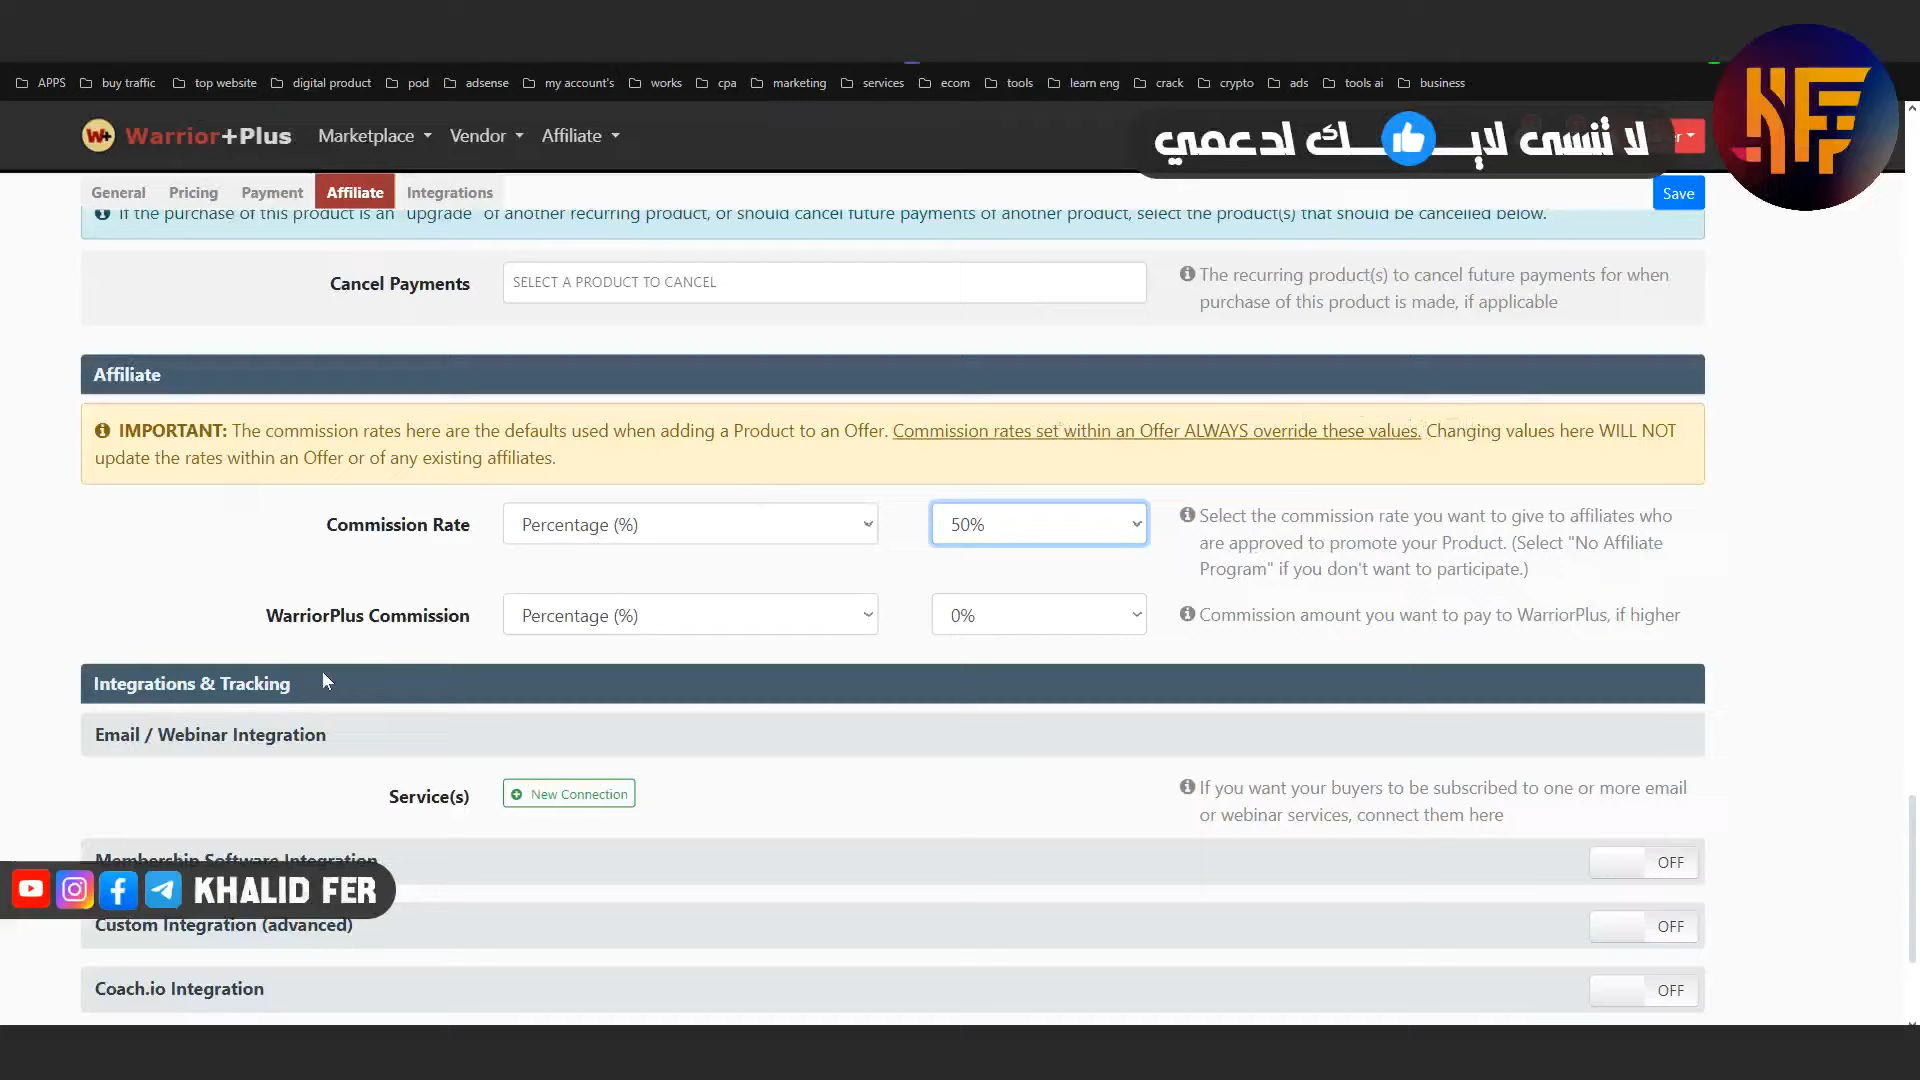 APPS buy traffic top website digital product pod adsense my account's works cpa marketing services ecom tools learn eng crack crypto ads tools ai business
W+ Warrior+Plus Marketplace Vendor Affiliate
لا تنسى لايـــــك لدعمي
KF
General Pricing Payment Affiliate Integrations Save
If the purchase of this product is an "upgrade" of another recurring product, or should cancel future payments of another product, select the product(s) that should be cancelled below.
Cancel Payments SELECT A PRODUCT TO CANCEL
The recurring product(s) to cancel future payments for when
purchase of this product is made, if applicable
Affiliate
IMPORTANT: The commission rates here are the defaults used when adding a Product to an Offer. Commission rates set within an Offer ALWAYS override these values. Changing values here WILL NOT
update the rates within an Offer or of any existing affiliates.
Commission Rate Percentage (%) 50%
Select the commission rate you want to give to affiliates who
are approved to promote your Product. (Select "No Affiliate
Program" if you don't want to participate.)
WarriorPlus Commission Percentage (%) 0% Commission amount you want to pay to WarriorPlus, if higher
Integrations & Tracking
Email / Webinar Integration
Service(s) New Connection
If you want your buyers to be subscribed to one or more email
or webinar services, connect them here
Membership Software Integration OFF
KHALID FER
Custom Integration (advanced) OFF
Coach.io Integration OFF